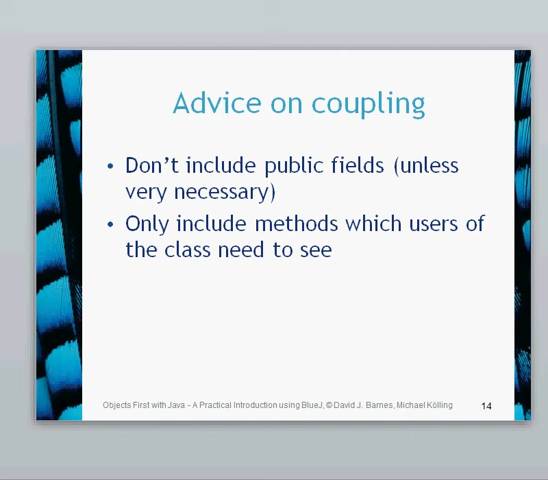 Advice on coupling
• Don't include public fields (unless
very necessary)
• Only include methods which users of
the class need to see
Objects First with Java - A Practical Introduction using BlueJ, © David J. Barnes, Michael Kölling
14